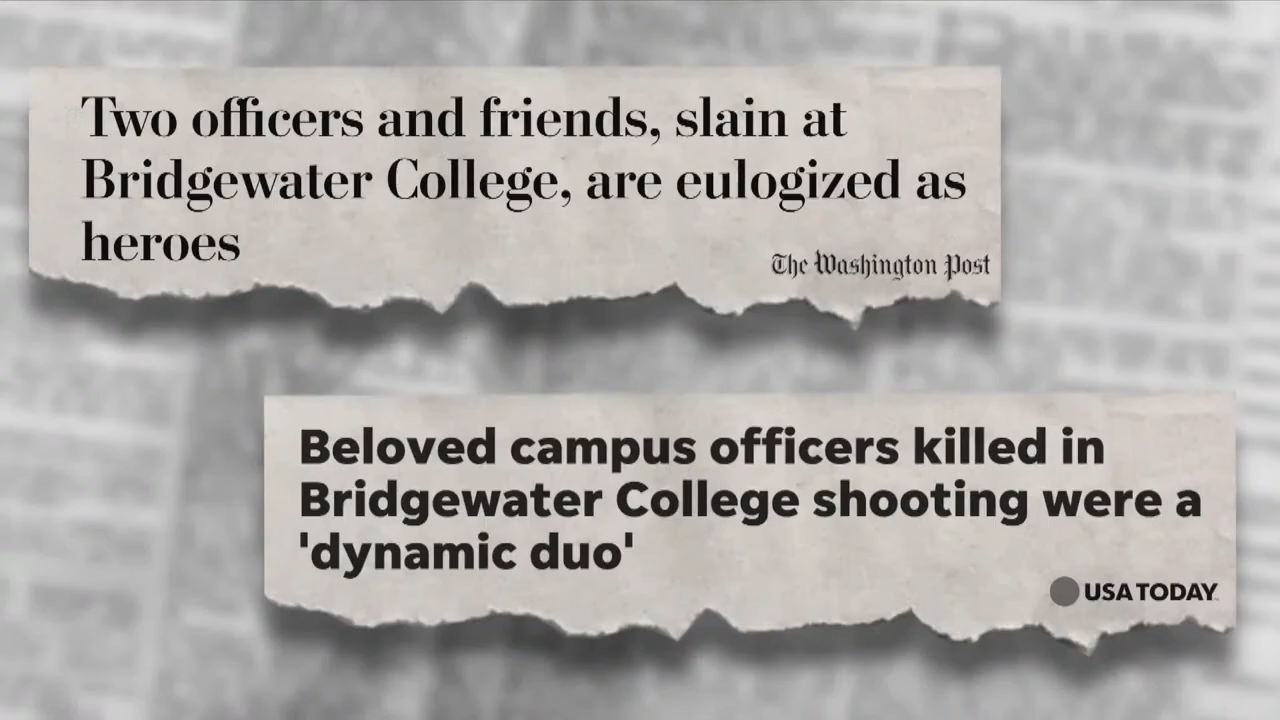 Two officers and friends, slain at
Bridgewater College, are eulogized as
heroes
The Washington Post
Beloved campus officers killed in
Bridgewater College shooting were a
'dynamic duo'
USA TODAY